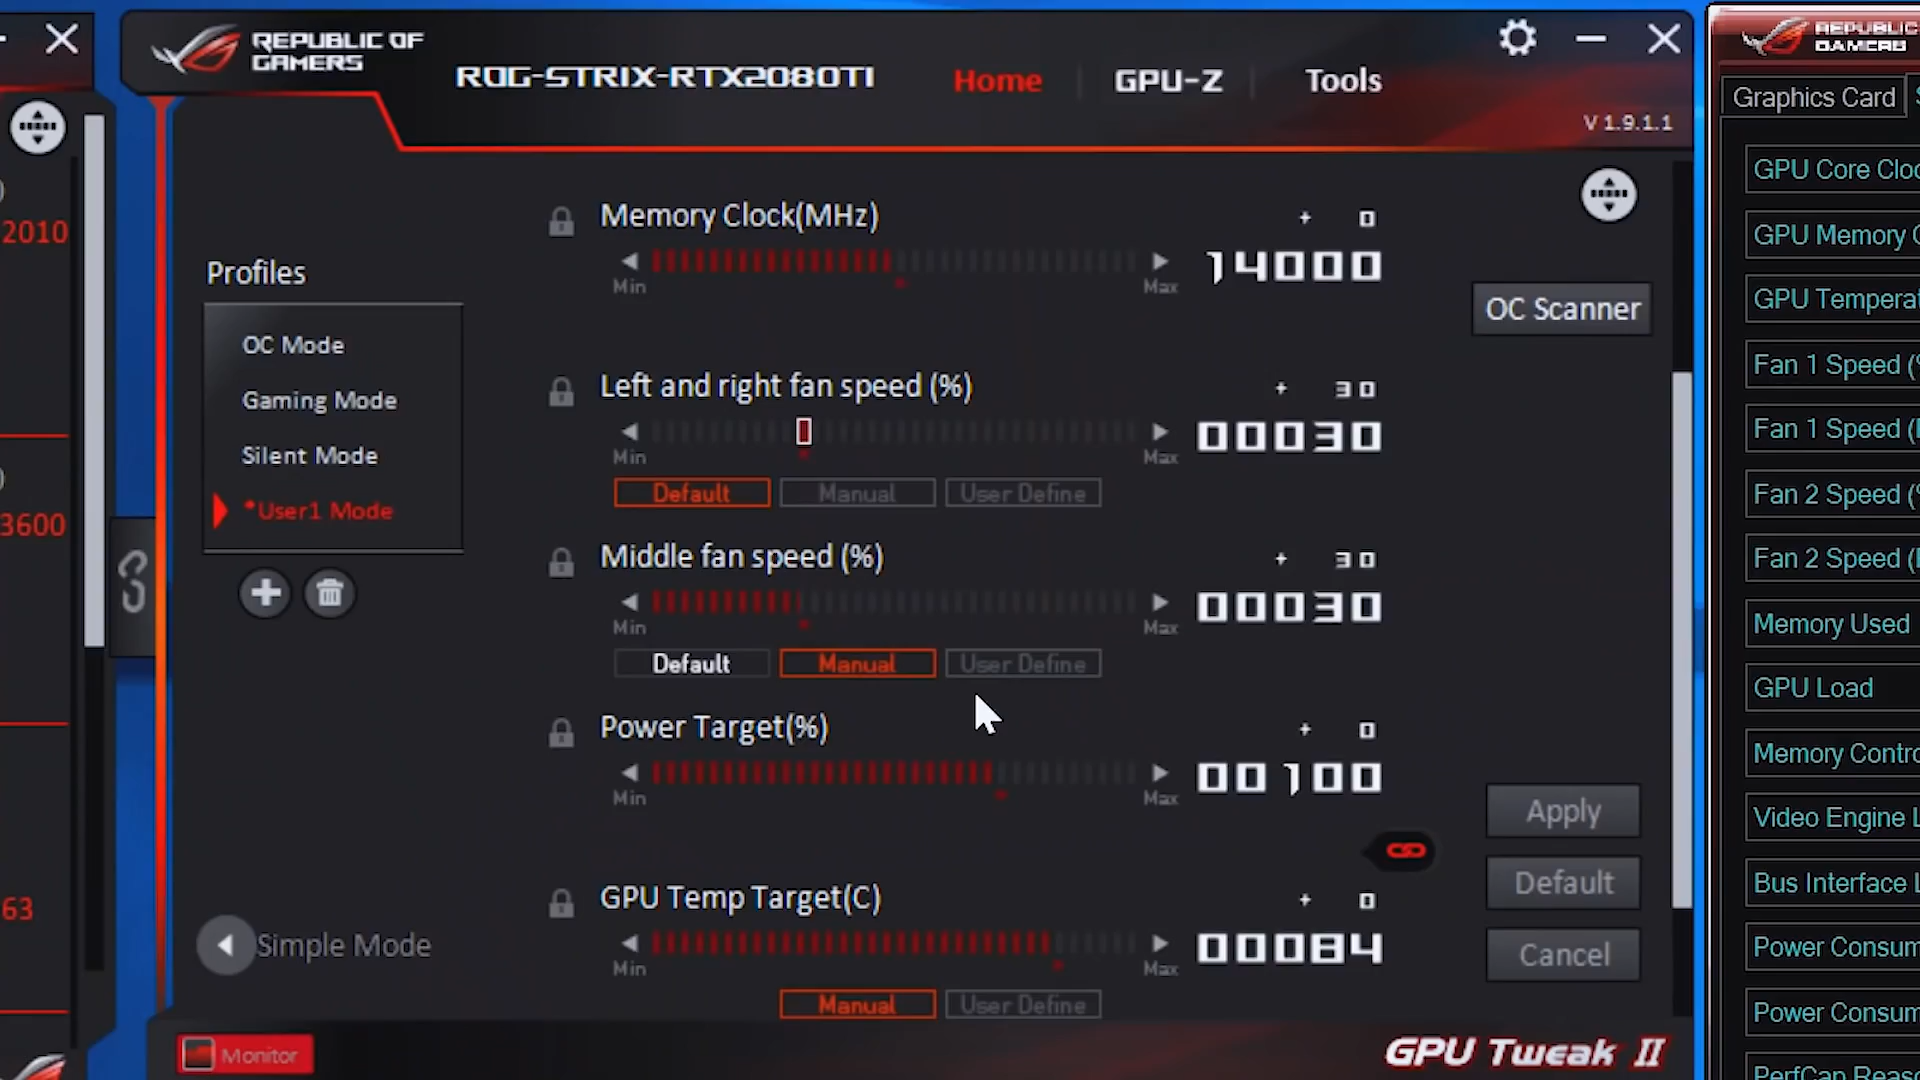 2010
3600
63
REPUBLIC OF
GAMERS
ROG-STRIX-RTX2080TI
Home
GPU-Z
Tools
V 1.9.1.1
Profiles
OC Mode
Gaming Mode
Silent Mode
*User1 Mode
Simple Mode
Monitor
Memory Clock(MHz)
+ 0
14000
Min
Max
Left and right fan speed (%)
+ 30
00030
Min
Max
Default
Manual
User Define
Middle fan speed (%)
+ 30
00030
Min
Max
Default
Manual
User Define
Power Target(%)
+ 0
00100
Min
Max
GPU Temp Target(C)
+ 0
00084
Min
Max
Manual
User Define
OC Scanner
Apply
Default
Cancel
GPU Tweak II
REPUBLIC
GAMERS
Graphics Card
GPU Core Cloc
GPU Memory
GPU Temperat
Fan 1 Speed (%
Fan 1 Speed (
Fan 2 Speed (%
Fan 2 Speed (
Memory Used
GPU Load
Memory Contro
Video Engine L
Bus Interface L
Power Consum
Power Consum
PerfCap Reaso